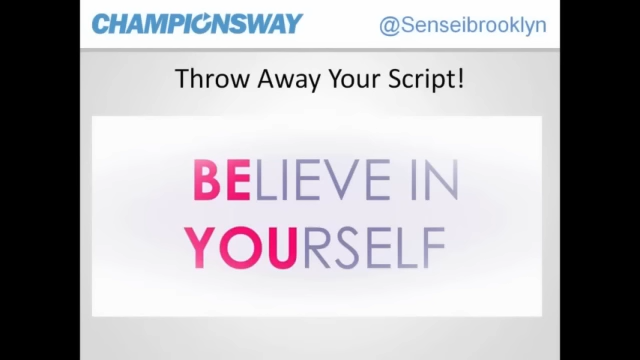 CHAMPIONSWAY
@Senseibrooklyn
Throw Away Your Script!
BELIEVE IN
YOURSELF